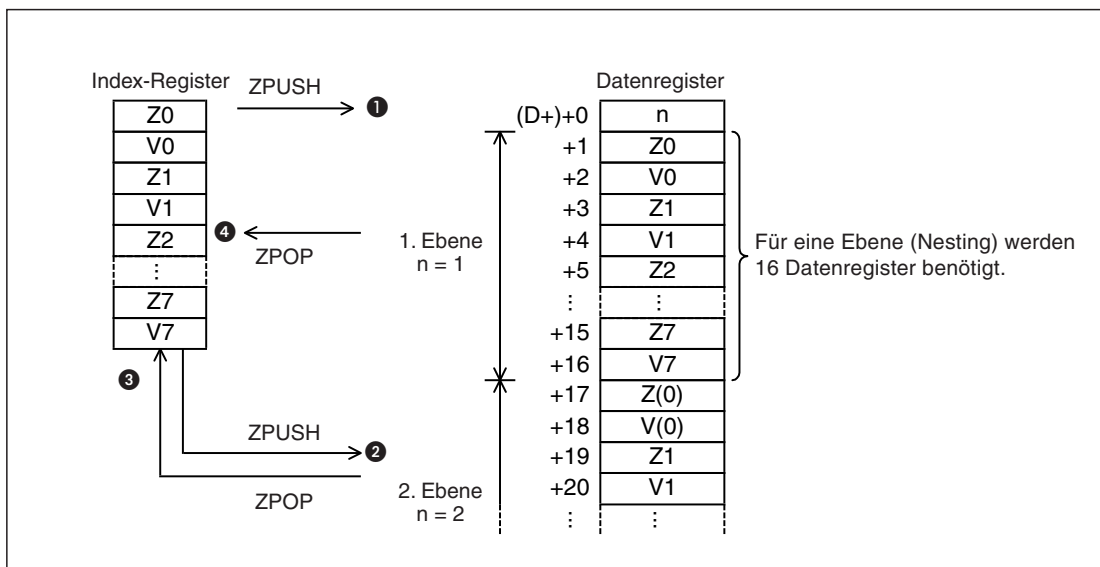 Index-Register
ZPUSH
❶
Z0
V0
Z1
V1
Z2
⋮
Z7
V7
❹
ZPOP
❸
ZPUSH
❷
ZPOP
1. Ebene
n = 1
2. Ebene
n = 2
Datenregister
(D+)+0 n
+1 Z0
+2 V0
+3 Z1
+4 V1
+5 Z2
⋮ ⋮
+15 Z7
+16 V7
+17 Z(0)
+18 V(0)
+19 Z1
+20 V1
⋮ ⋮
Für eine Ebene (Nesting) werden
16 Datenregister benötigt.